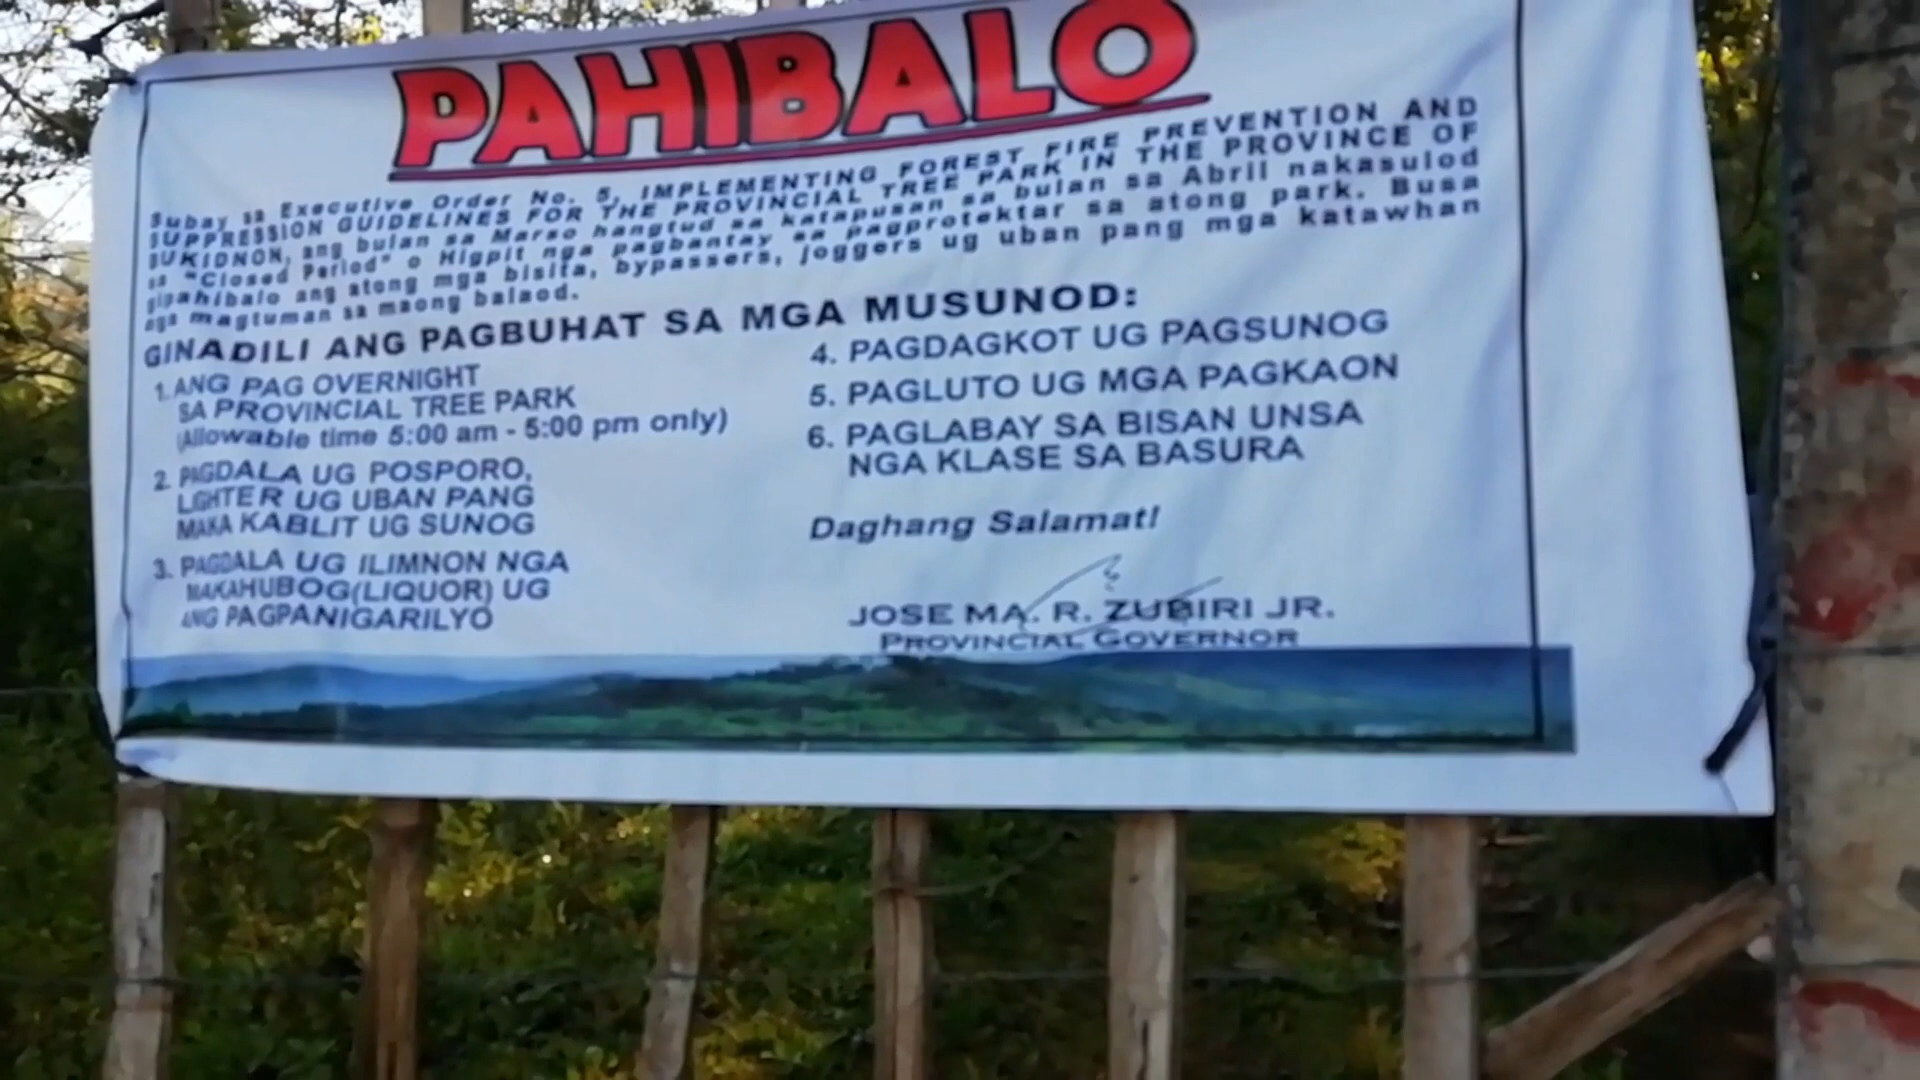 PAHIBALO
Subay sa Executive Order No. 5, IMPLEMENTING FOREST FIRE PREVENTION AND
SUPPRESSION GUIDELINES FOR THE PROVINCIAL TREE PARK IN THE PROVINCE OF
BUKIDNON, ang bulan sa Marso hangtud sa katapusan sa bulan sa Abril nakasulod
sa "Closed Period" o Higpit nga pagbantay sa pagprotektar sa atong park. Busa
gipahibalo ang atong mga bisita, bypassers, joggers ug uban pang mga katawhan
nga magtuman sa maong balaod.
GINADILI ANG PAGBUHAT SA MGA MUSUNOD:
1. ANG PAG OVERNIGHT
SA PROVINCIAL TREE PARK
(Allowable time 5:00 am - 5:00 pm only)
2. PAGDALA UG POSPORO,
LIGHTER UG UBAN PANG
MAKA KABLIT UG SUNOG
3. PAGDALA UG ILIMNON NGA
MAKAHUBOG(LIQUOR) UG
ANG PAGPANIGARILYO
4. PAGDAGKOT UG PAGSUNOG
5. PAGLUTO UG MGA PAGKAON
6. PAGLABAY SA BISAN UNSA
NGA KLASE SA BASURA
Daghang Salamat!
JOSE MA. R. ZUBIRI JR.
PROVINCIAL GOVERNOR